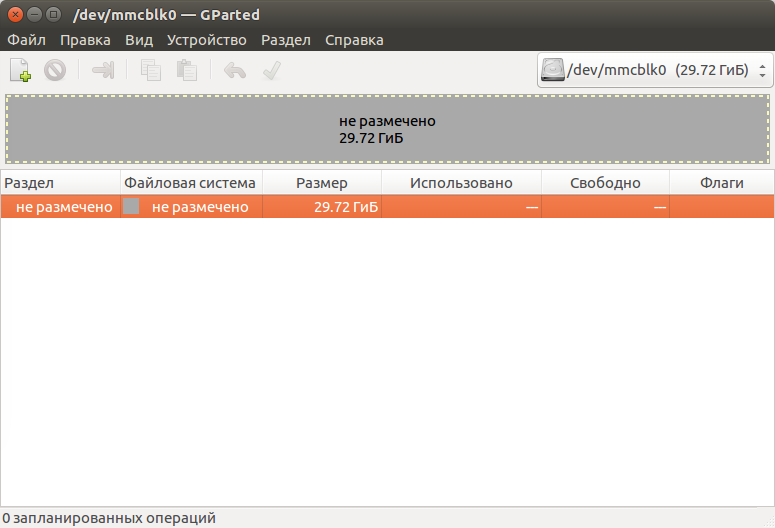 /dev/mmcblk0 — GParted
Файл Правка Вид Устройство Раздел Справка
/dev/mmcblk0 (29.72 ГиБ)
не размечено
29.72 ГиБ
Раздел Файловая система Размер Использовано Свободно Флаги
не размечено не размечено 29.72 ГиБ — —
0 запланированных операций